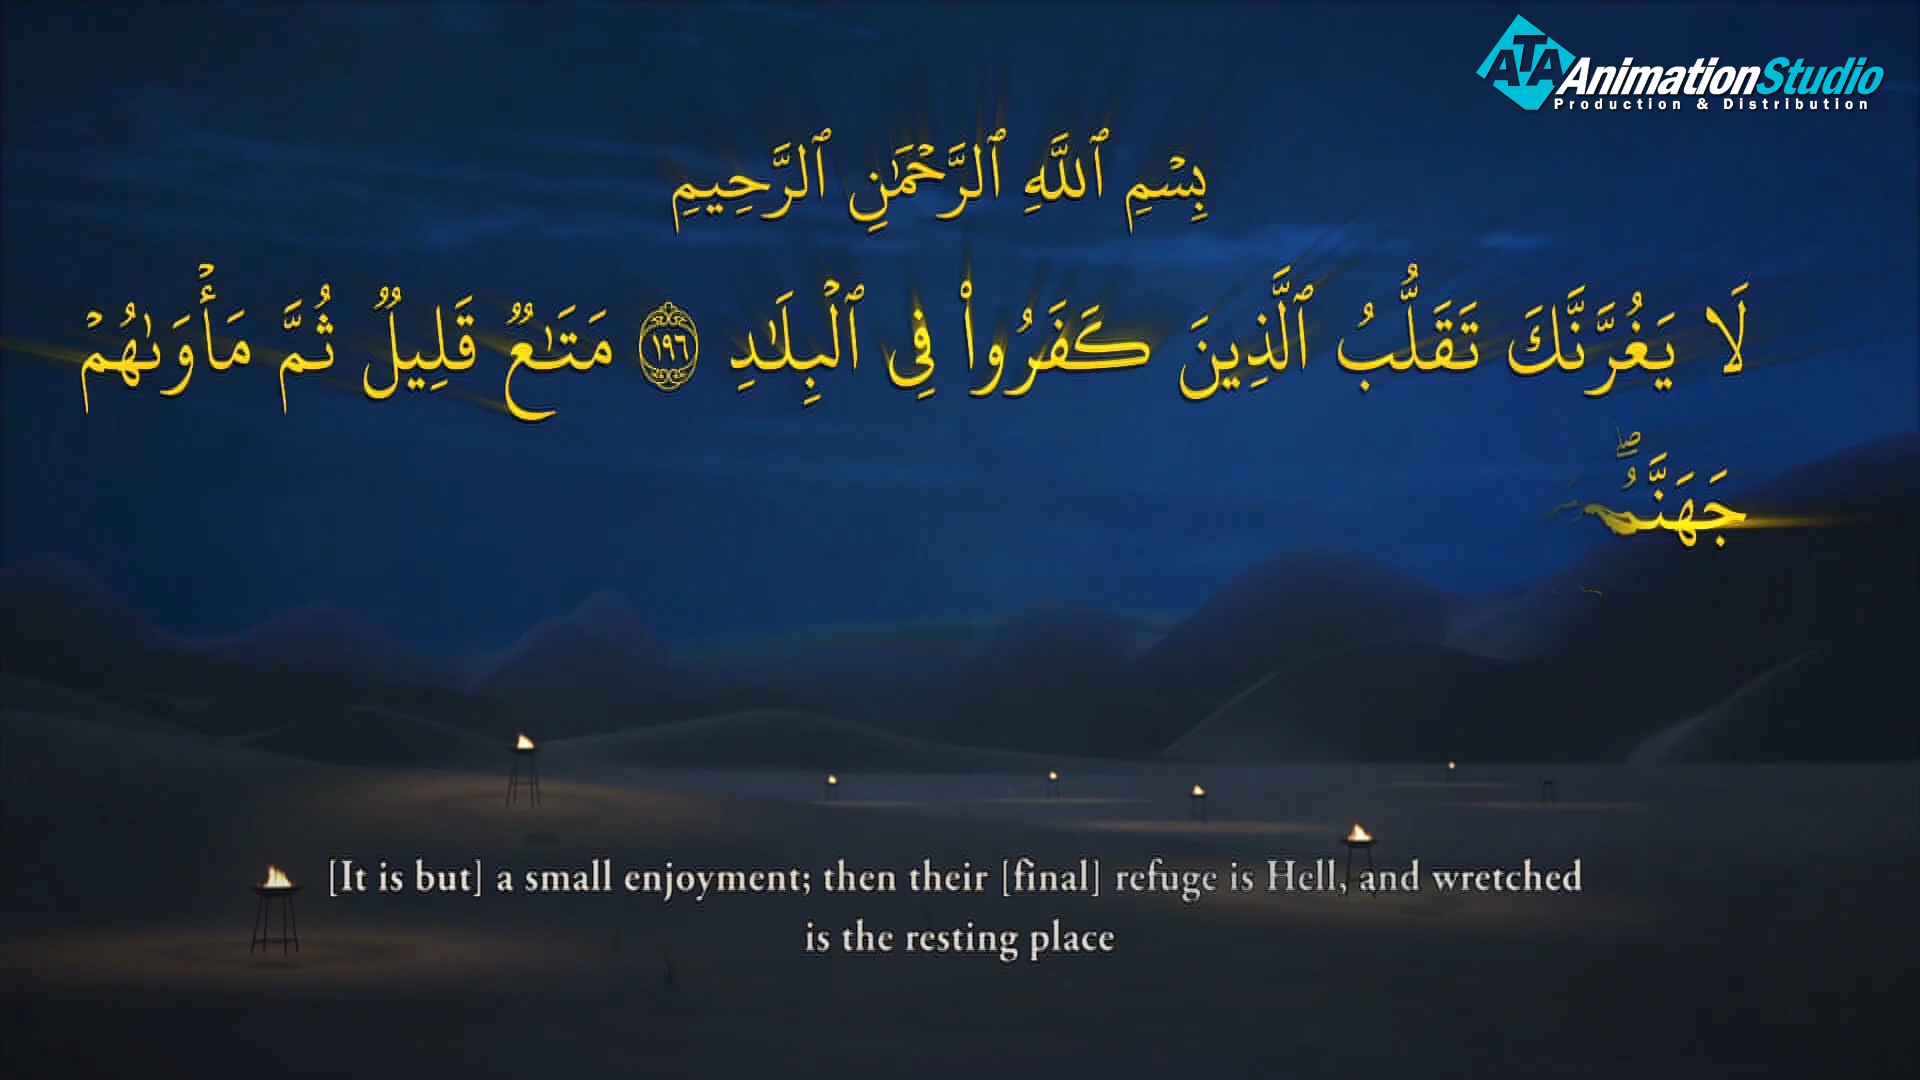 ATA AnimationStudio
Production & Distribution
بِسْمِ ٱللَّهِ ٱلرَّحْمَٰنِ ٱلرَّحِيمِ
لَا يَغُرَّنَّكَ تَقَلُّبُ ٱلَّذِينَ كَفَرُوا۟ فِى ٱلْبِلَٰدِ ١٩٦ مَتَٰعٌ قَلِيلٌ ثُمَّ مَأْوَىٰهُمْ
جَهَنَّمُ ۖ
[It is but] a small enjoyment; then their [final] refuge is Hell, and wretched
is the resting place